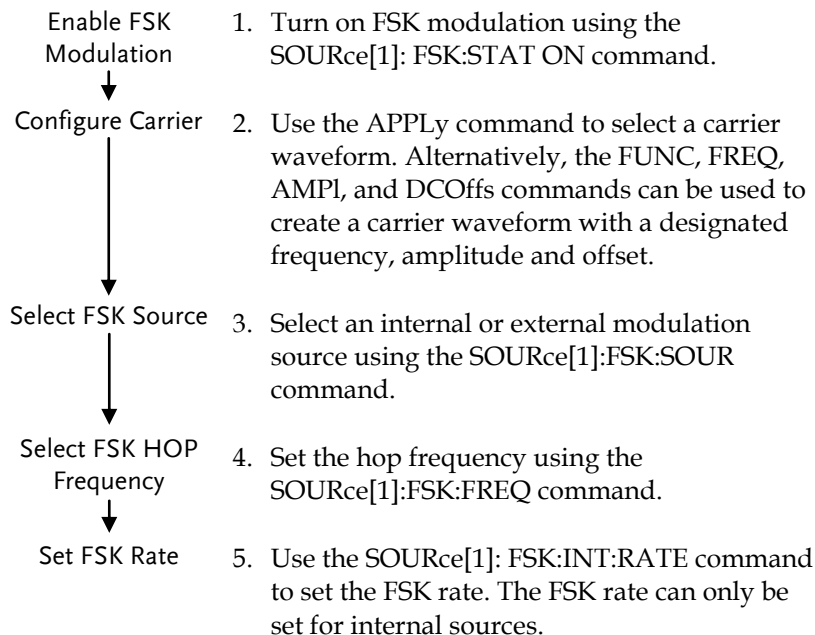 Enable FSK
Modulation
1. Turn on FSK modulation using the
SOURce[1]: FSK:STAT ON command.
Configure Carrier
2. Use the APPLy command to select a carrier
waveform. Alternatively, the FUNC, FREQ,
AMPl, and DCOffs commands can be used to
create a carrier waveform with a designated
frequency, amplitude and offset.
Select FSK Source
3. Select an internal or external modulation
source using the SOURce[1]:FSK:SOUR
command.
Select FSK HOP
Frequency
4. Set the hop frequency using the
SOURce[1]:FSK:FREQ command.
Set FSK Rate
5. Use the SOURce[1]: FSK:INT:RATE command
to set the FSK rate. The FSK rate can only be
set for internal sources.